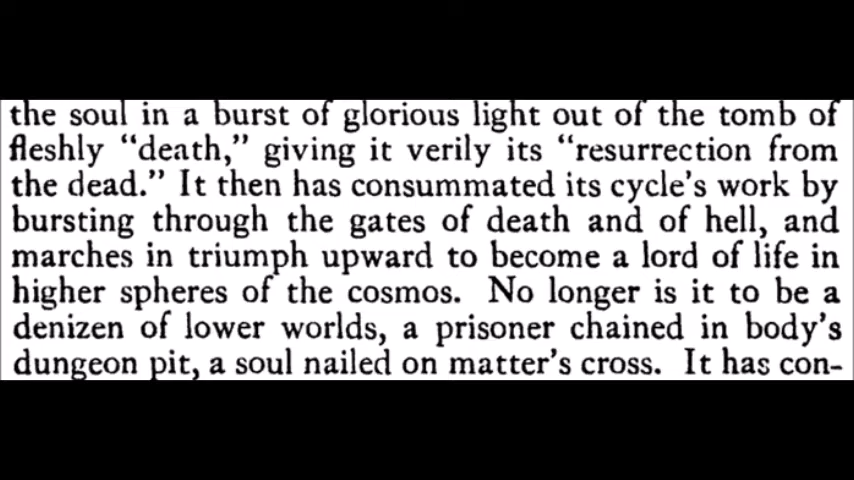 the soul in a burst of glorious light out of the tomb of
fleshly “death,” giving it verily its “resurrection from
the dead.” It then has consummated its cycle’s work by
bursting through the gates of death and of hell, and
marches in triumph upward to become a lord of life in
higher spheres of the cosmos. No longer is it to be a
denizen of lower worlds, a prisoner chained in body’s
dungeon pit, a soul nailed on matter’s cross. It has con-